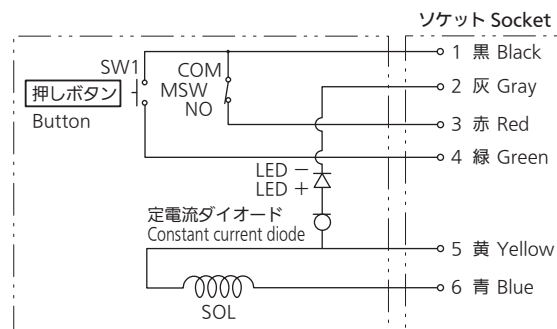 ソケット Socket
1 黒 Black
SW1
COM
2 灰 Gray
押しボタン
MSW
NO
Button
3 赤 Red
4 緑 Green
LED −
LED +
定電流ダイオード
Constant current diode
5 黄 Yellow
6 青 Blue
SOL